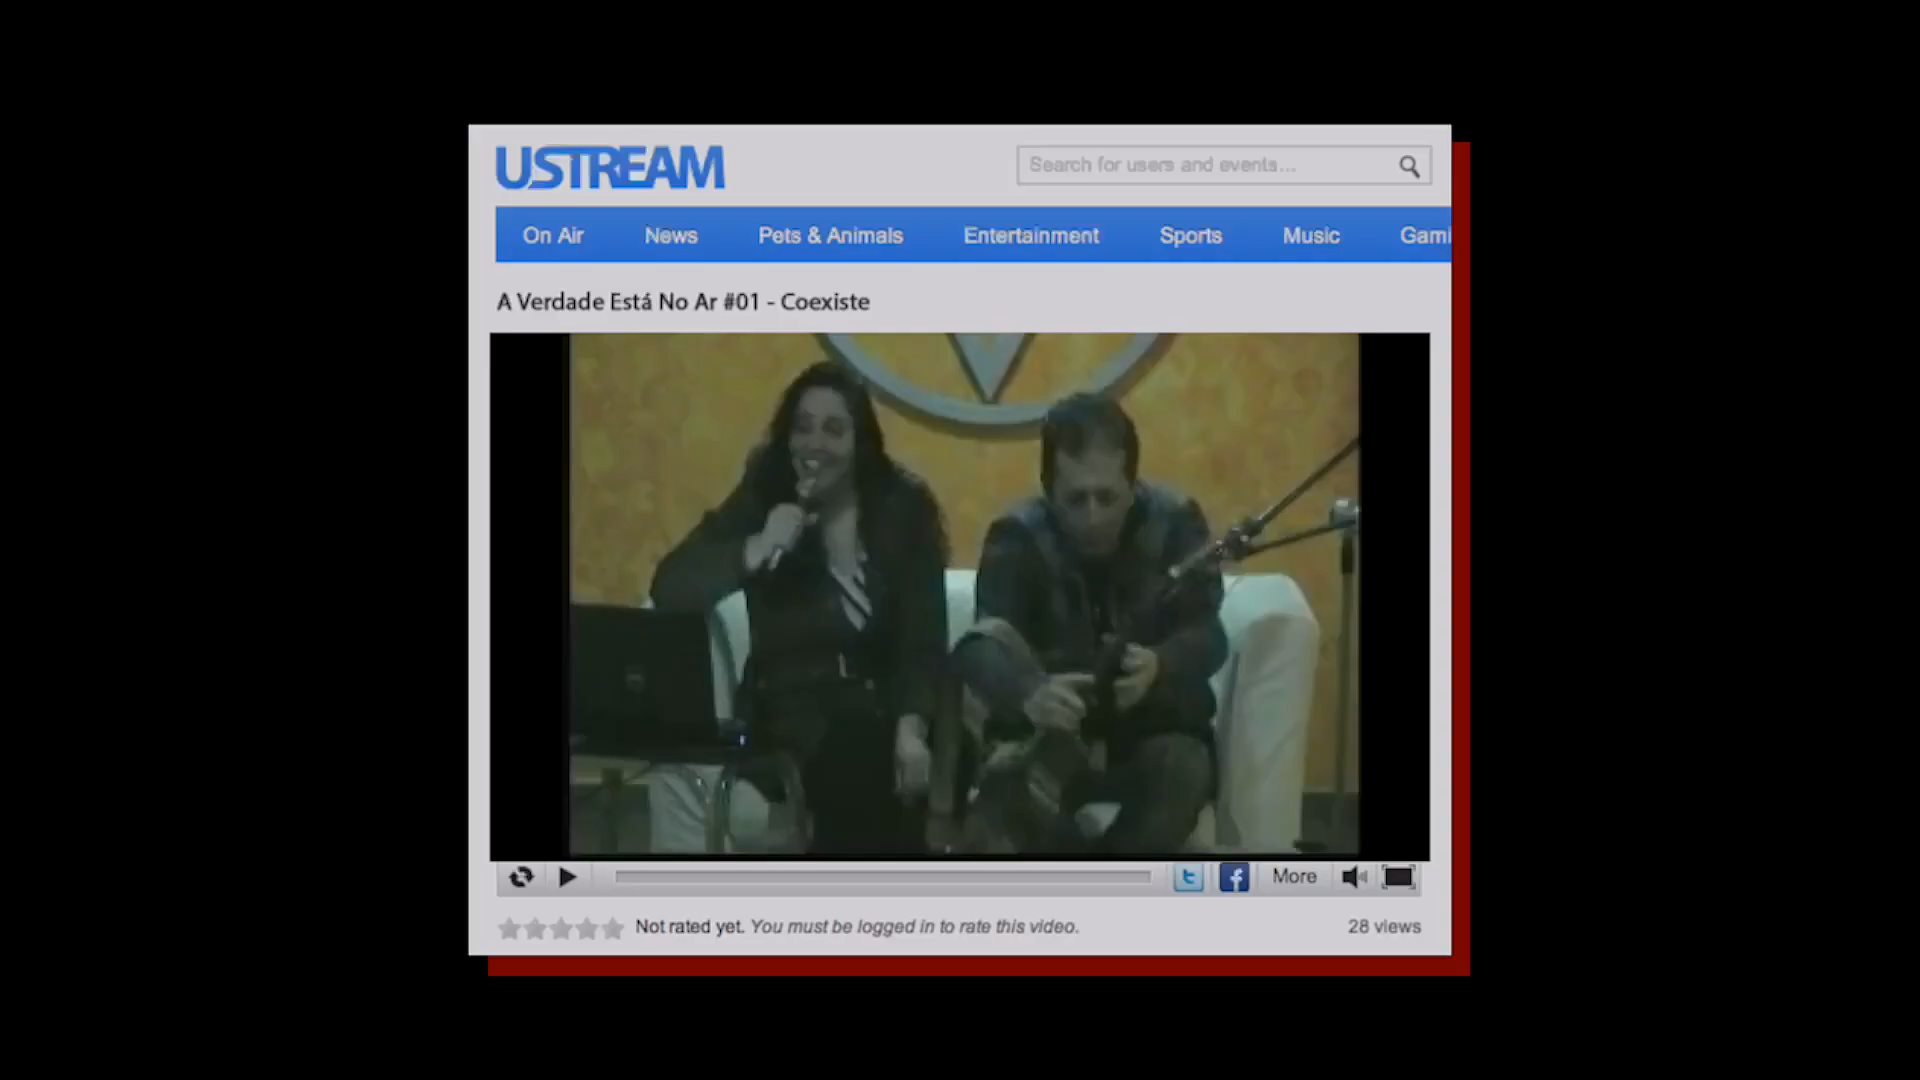 USTREAM
Search for users and events...
On Air News Pets & Animals Entertainment Sports Music Gami
A Verdade Está No Ar #01 - Coexiste
More
Not rated yet. You must be logged in to rate this video. 28 views